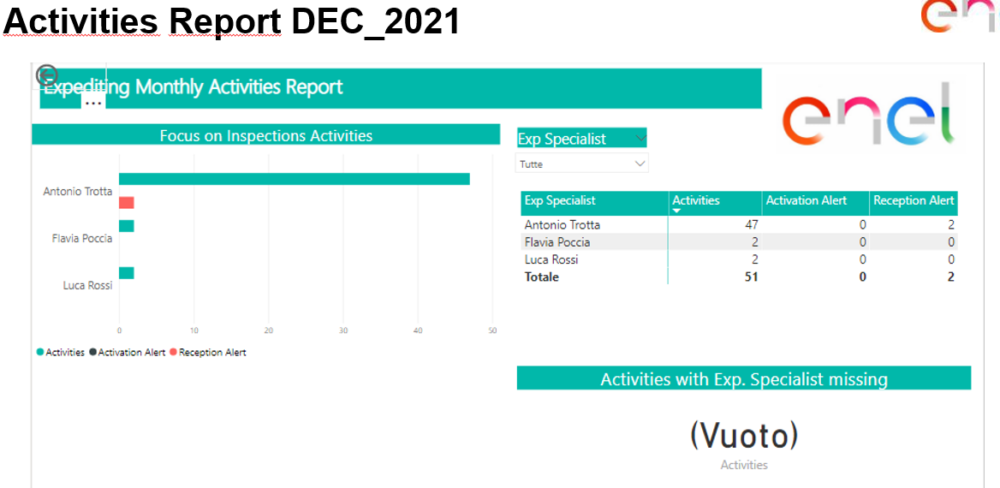 Activities Report DEC_2021
en
Expediting Monthly Activities Report
...
enel
Focus on Inspections Activities
Antonio Trotta
Flavia Poccia
Luca Rossi
0 10 20 30 40 50
Activities Activation Alert Reception Alert
Exp Specialist
Tutte
Exp Specialist Activities Activation Alert Reception Alert
Antonio Trotta 47 0 2
Flavia Poccia 2 0 0
Luca Rossi 2 0 0
Totale 51 0 2
Activities with Exp. Specialist missing
(Vuoto)
Activities